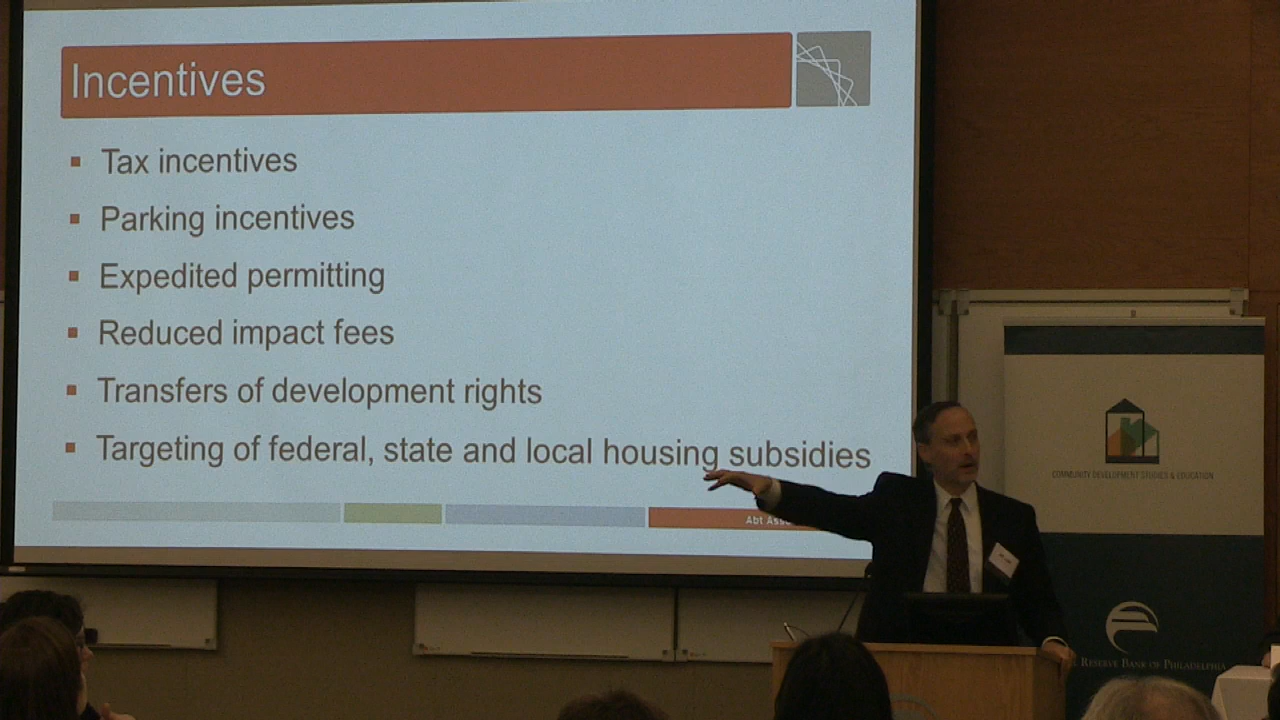 Incentives
Tax incentives
Parking incentives
Expedited permitting
Reduced impact fees
Transfers of development rights
Targeting of federal, state and local housing subsidies
Abt
COMMUNITY DEVELOPMENT STUDIES & EDUCATION
RESERVE BANK OF PHILADELPHIA